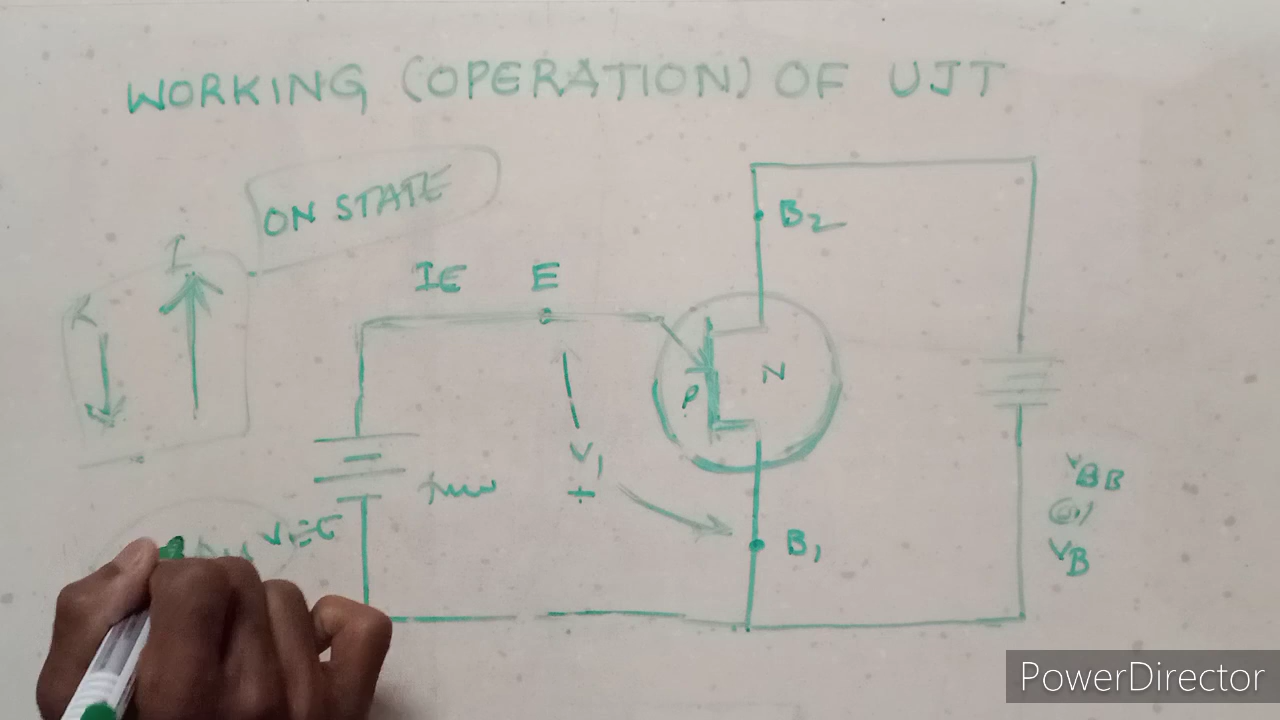 WORKING (OPERATION) OF UJT
ON STATE
I
R
IE
E
B2
P
N
V1
+
VBB
(or)
VB
B1
PowerDirector